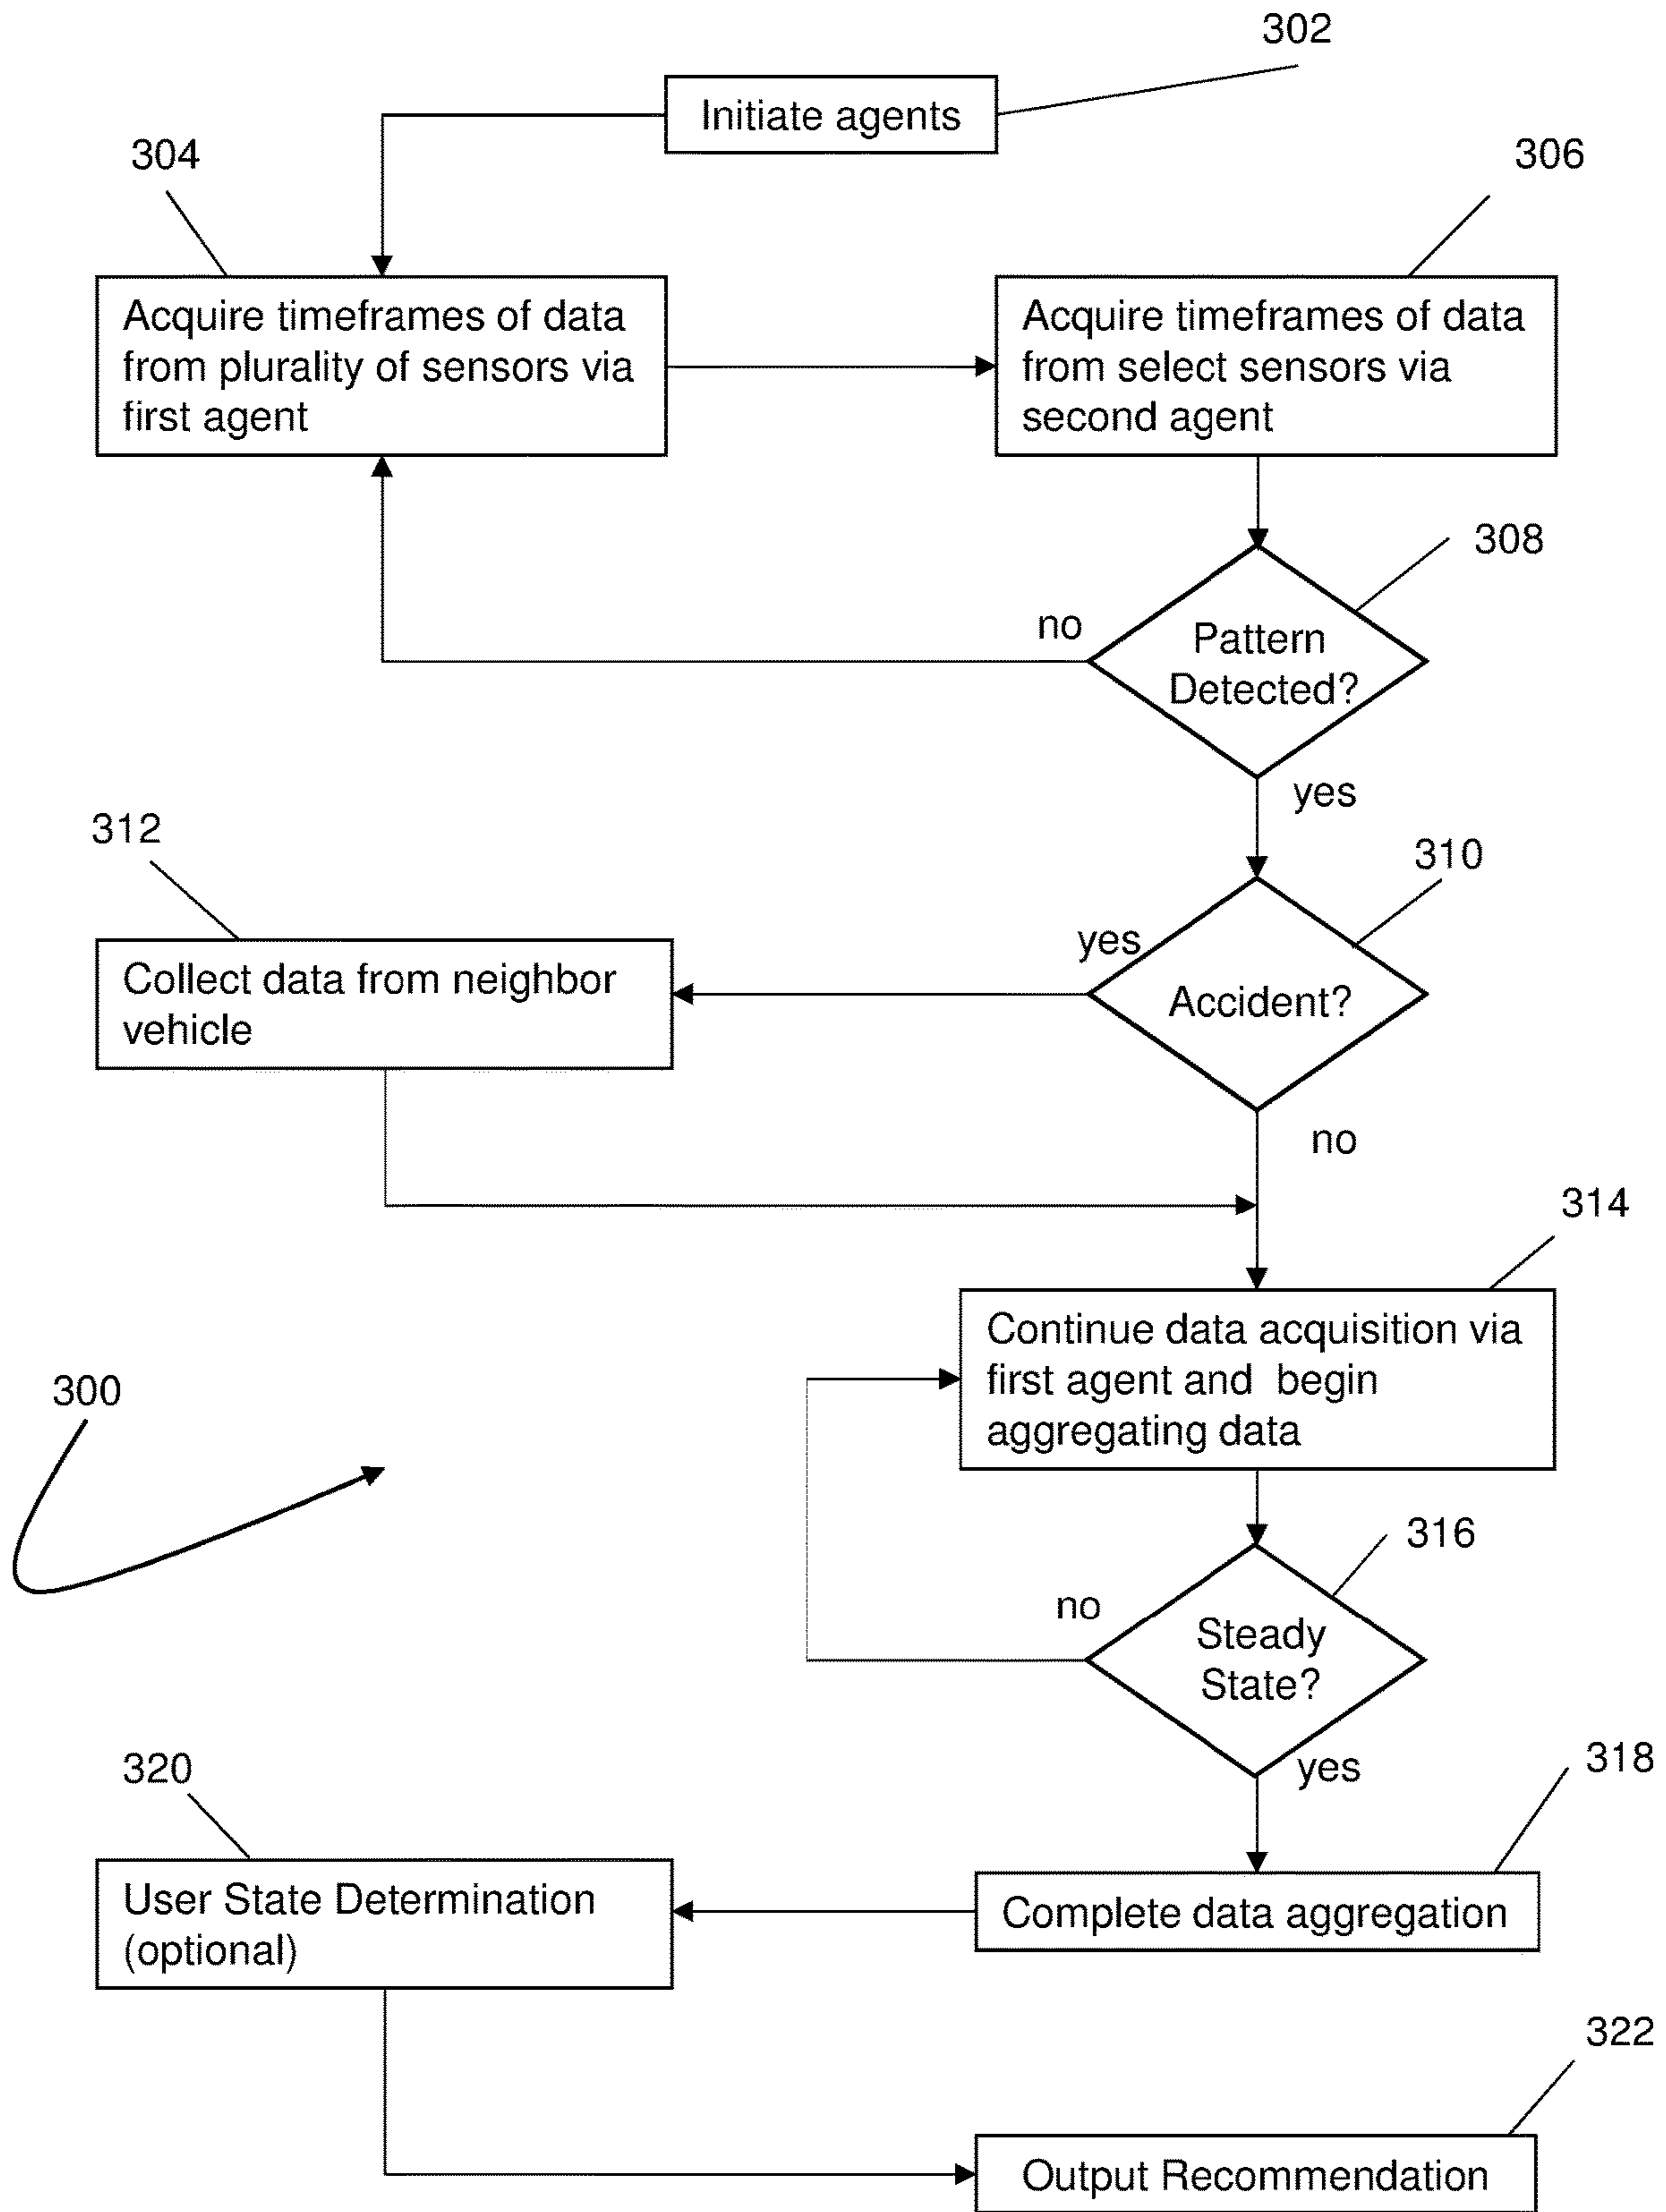 302
Initiate agents
304
306
Acquire timeframes of data
from plurality of sensors via
first agent
Acquire timeframes of data
from select sensors via
second agent
308
no
Pattern
Detected?
yes
312
310
yes
Collect data from neighbor
vehicle
Accident?
no
314
Continue data acquisition via
first agent and begin
aggregating data
300
316
no
Steady
State?
yes
318
320
User State Determination
(optional)
Complete data aggregation
322
Output Recommendation